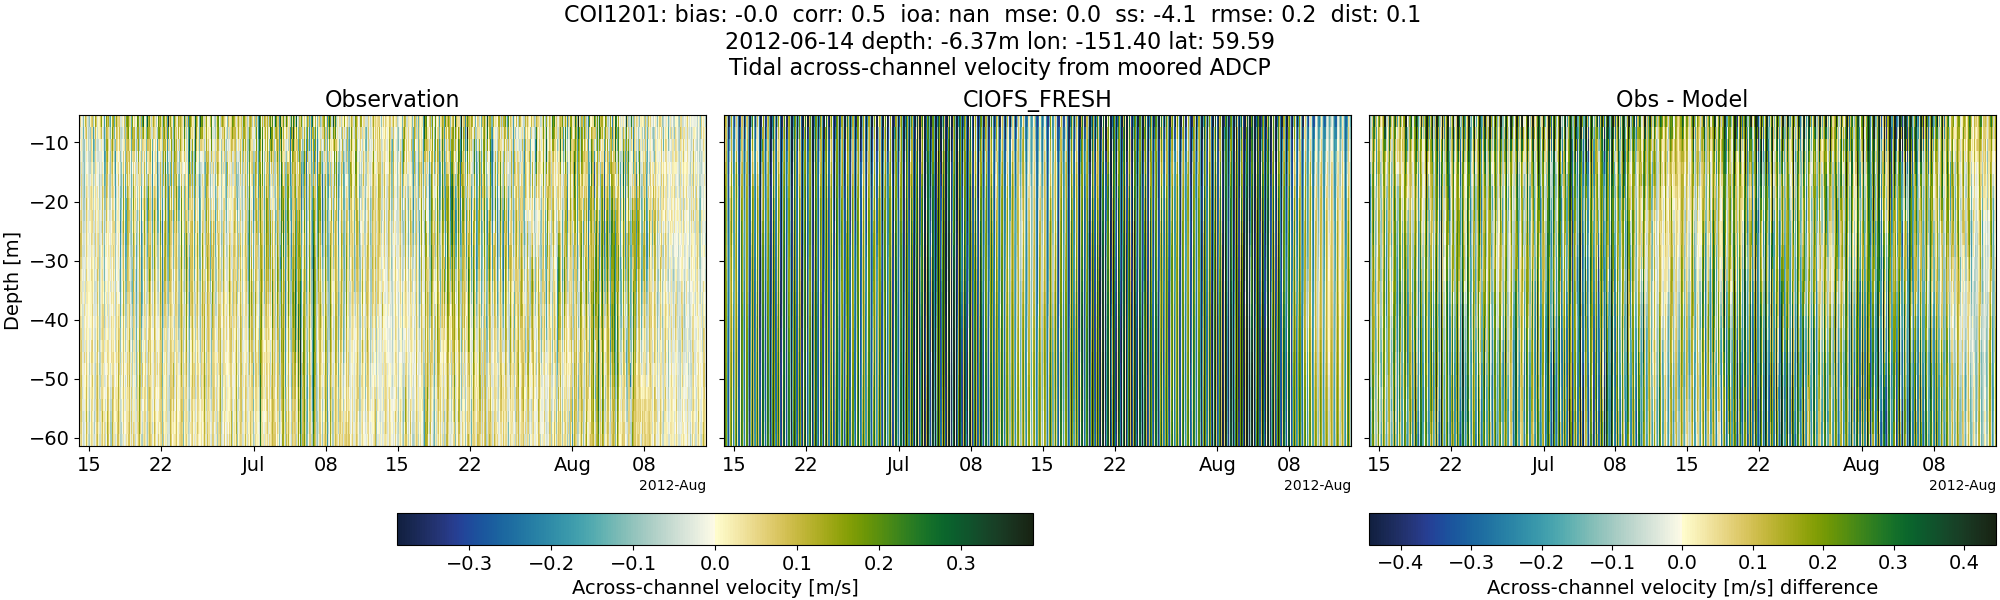 COI1201: bias: -0.0  corr: 0.5  ioa: nan  mse: 0.0  ss: -4.1  rmse: 0.2  dist: 0.1
2012-06-14 depth: -6.37m lon: -151.40 lat: 59.59
Tidal across-channel velocity from moored ADCP
Observation
CIOFS_FRESH
Obs - Model
Depth [m]
−10
−20
−30
−40
−50
−60
15 22 Jul 08 15 22 Aug 08
2012-Aug
15 22 Jul 08 15 22 Aug 08
2012-Aug
15 22 Jul 08 15 22 Aug 08
2012-Aug
−0.3 −0.2 −0.1 0.0 0.1 0.2 0.3
Across-channel velocity [m/s]
−0.4 −0.3 −0.2 −0.1 0.0 0.1 0.2 0.3 0.4
Across-channel velocity [m/s] difference